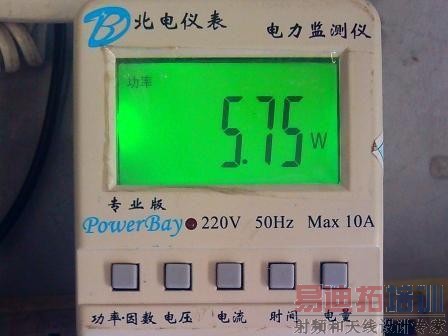 北电仪表
电力监测仪
功率
5.75 W
专业版
PowerBay 220V 50Hz Max 10A
功率·因数 电压 电流 时间 电量
易迪拓培训
射频和天线设计专家